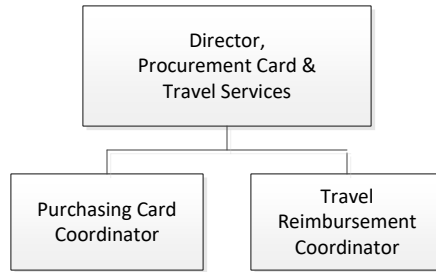 Director,
Procurement Card &
Travel Services
Purchasing Card
Coordinator
Travel
Reimbursement
Coordinator